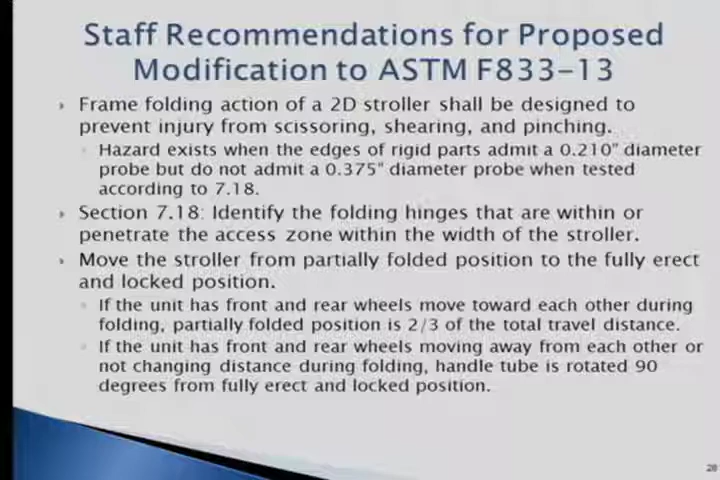 Staff Recommendations for Proposed
Modification to ASTM F833-13
Frame folding action of a 2D stroller shall be designed to
prevent injury from scissoring, shearing, and pinching.
Hazard exists when the edges of rigid parts admit a 0.210" diameter
probe but do not admit a 0.375" diameter probe when tested
according to 7.18.
Section 7.18: Identify the folding hinges that are within or
penetrate the access zone within the width of the stroller.
Move the stroller from partially folded position to the fully erect
and locked position.
If the unit has front and rear wheels move toward each other during
folding, partially folded position is 2/3 of the total travel distance.
If the unit has front and rear wheels moving away from each other or
not changing distance during folding, handle tube is rotated 90
degrees from fully erect and locked position.
28